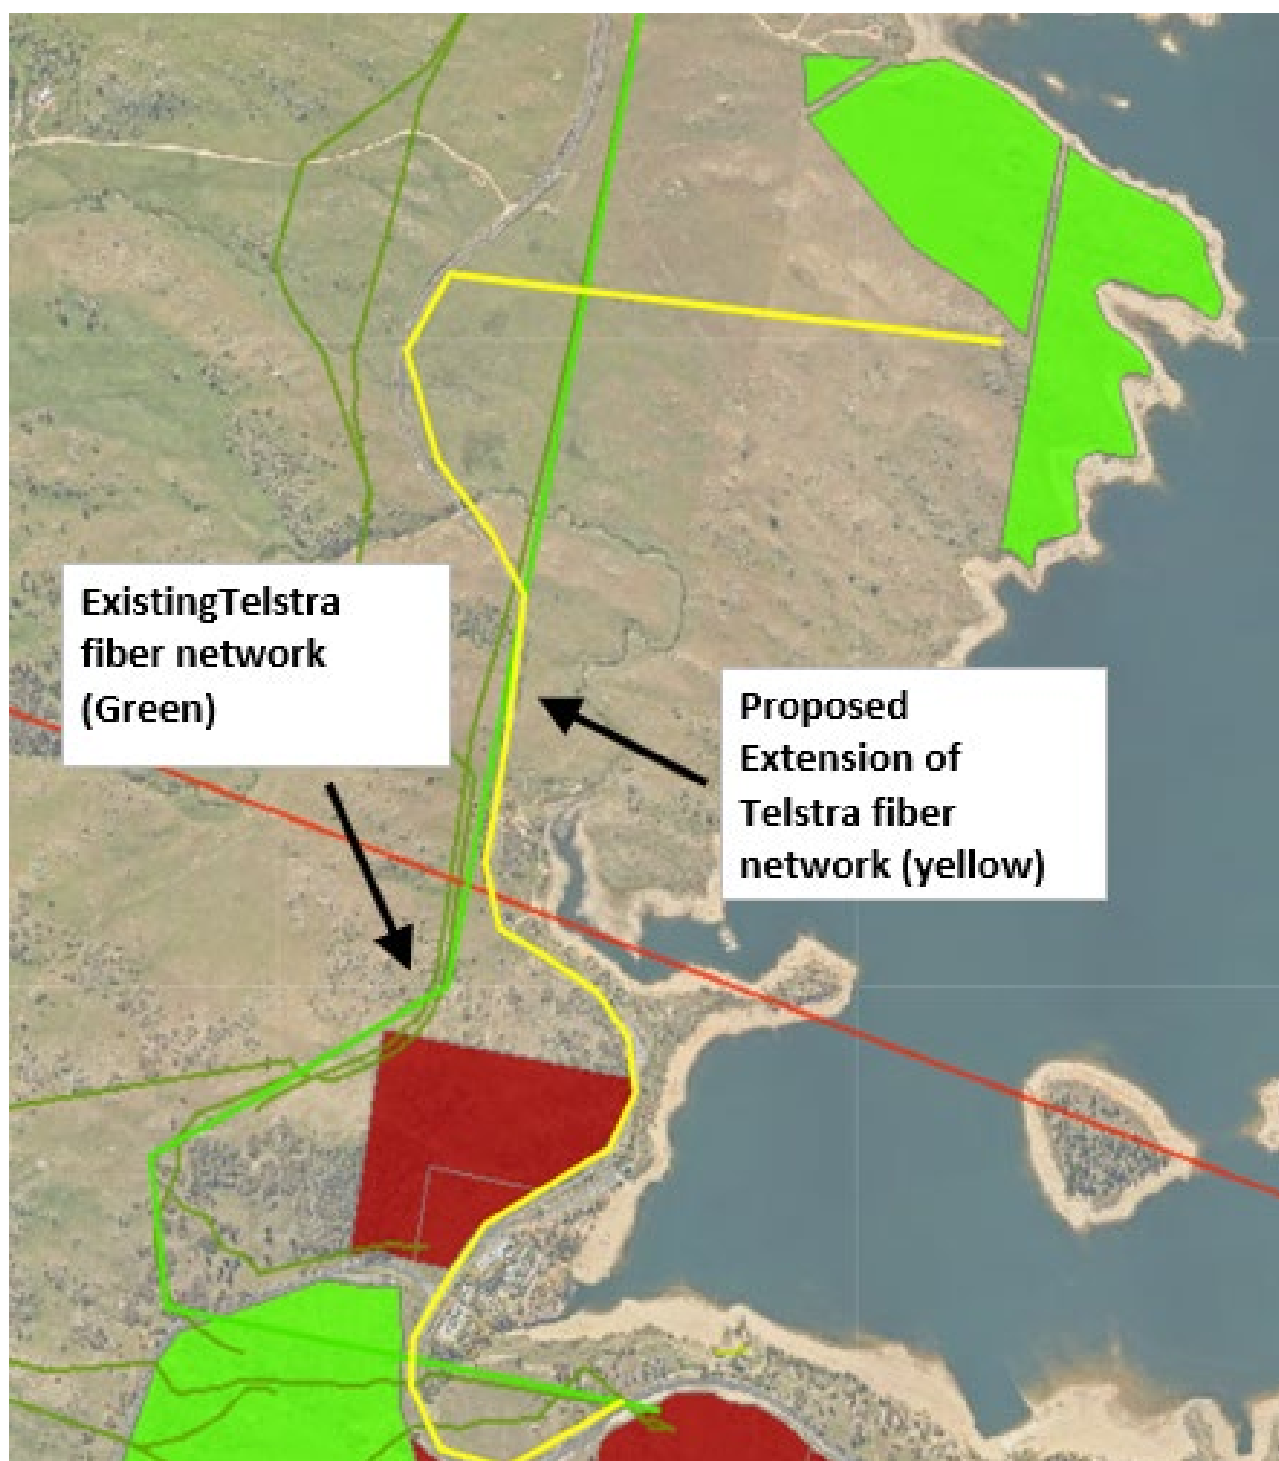 ExistingTelstra
fiber network
(Green)
Proposed
Extension of
Telstra fiber
network (yellow)